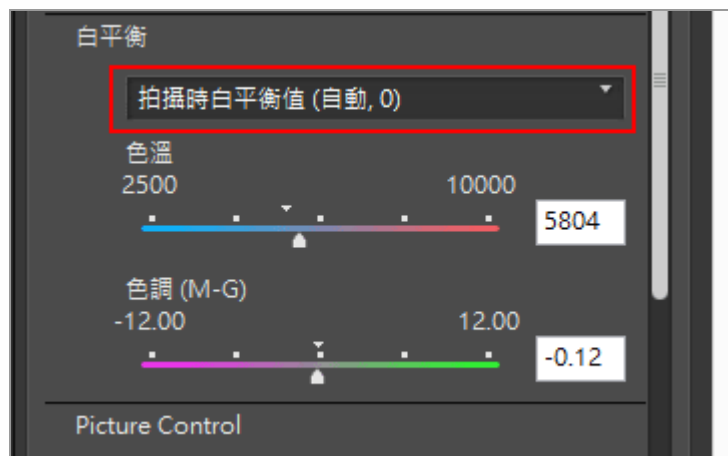 白平衡
拍攝時白平衡值 (自動, 0)
色溫
2500 10000
5804
色調 (M-G)
-12.00 12.00
-0.12
Picture Control